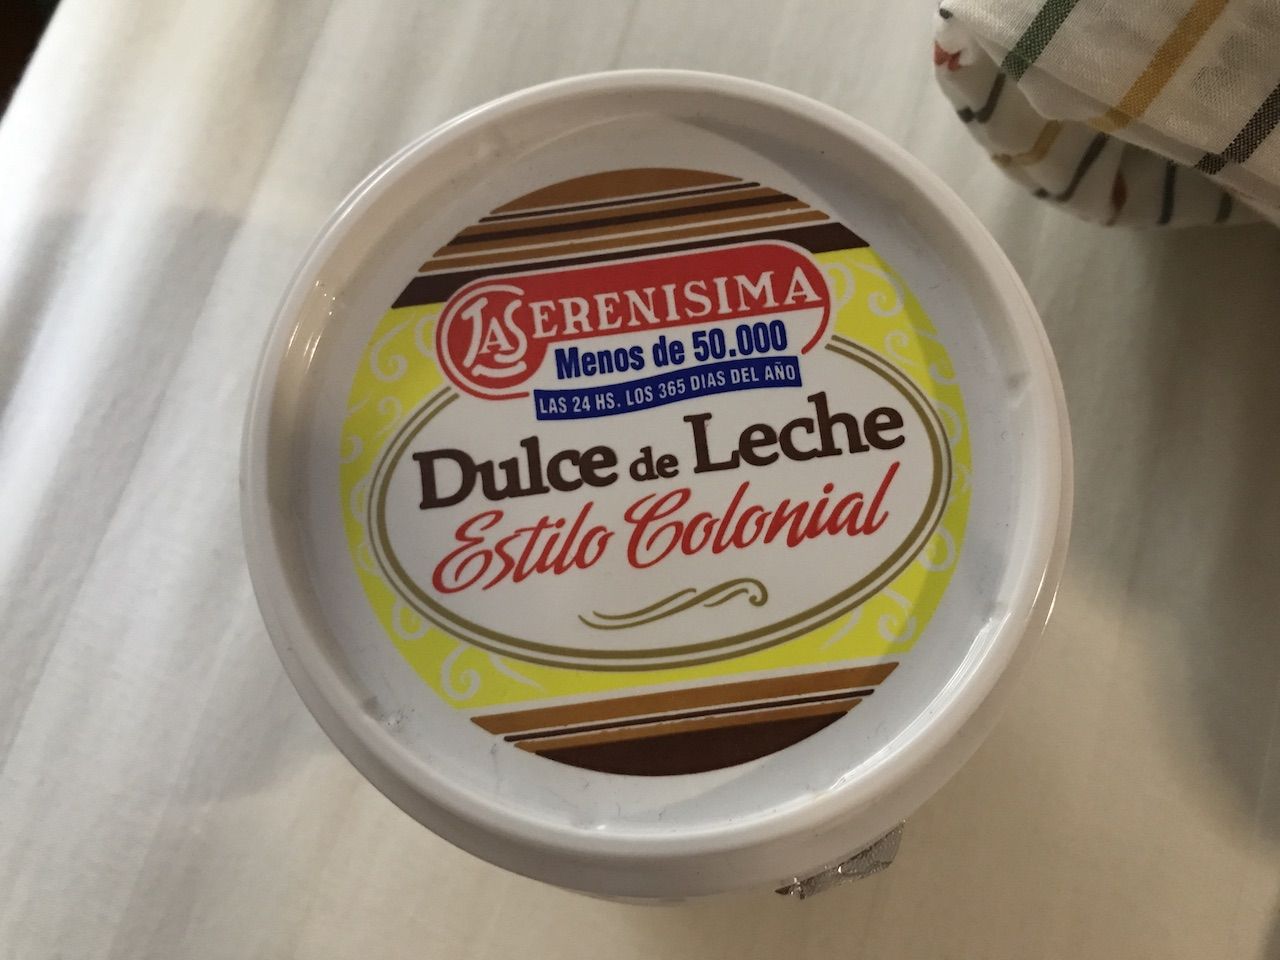 LA SERENISIMA
Menos de 50.000
LAS 24 HS. LOS 365 DIAS DEL AÑO
Dulce de Leche
Estilo Colonial